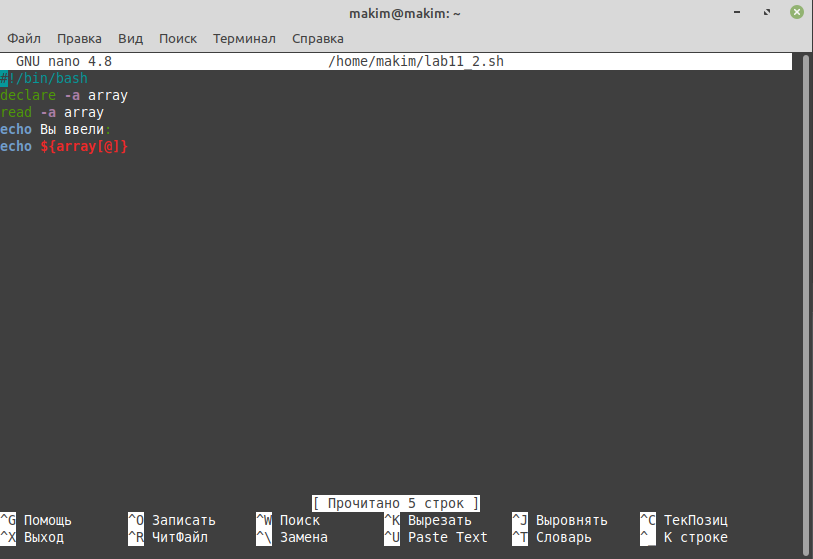 makim@makim: ~
Файл Правка Вид Поиск Терминал Справка
GNU nano 4.8 /home/makim/lab11_2.sh
#!/bin/bash
declare -a array
read -a array
echo Вы ввели:
echo ${array[@]}
[ Прочитано 5 строк ]
^G Помощь ^O Записать ^W Поиск ^K Вырезать ^J Выровнять ^C ТекПозиц
^X Выход ^R ЧитФайл ^\ Замена ^U Paste Text ^T Словарь ^_ К строке